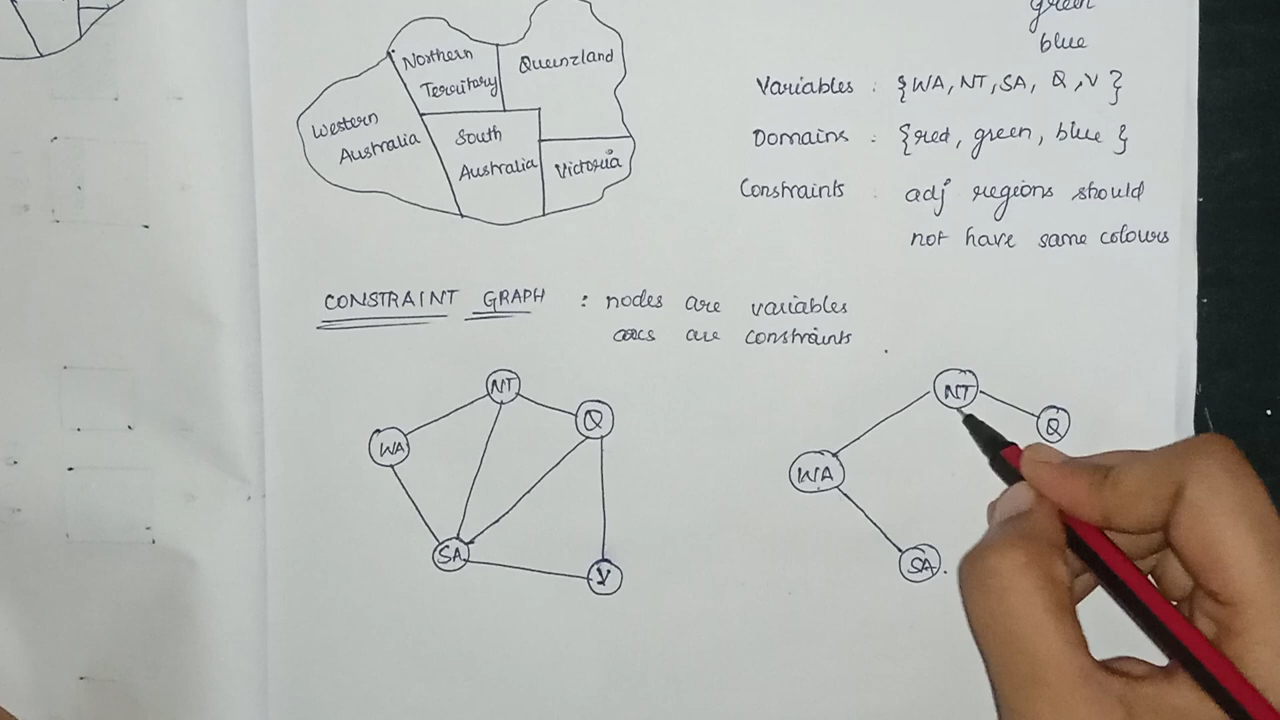 green
blue
Northern
Territory
Queenzland
Western
Australia
South
Australia
Victoria
Variables : {WA, NT, SA, Q, V}
Domains : {red, green, blue}
Constraints : adj regions should
not have same colours
CONSTRAINT GRAPH : nodes are variables
arcs are constraints
NT
Q
WA
SA
V
NT
Q
WA
SA